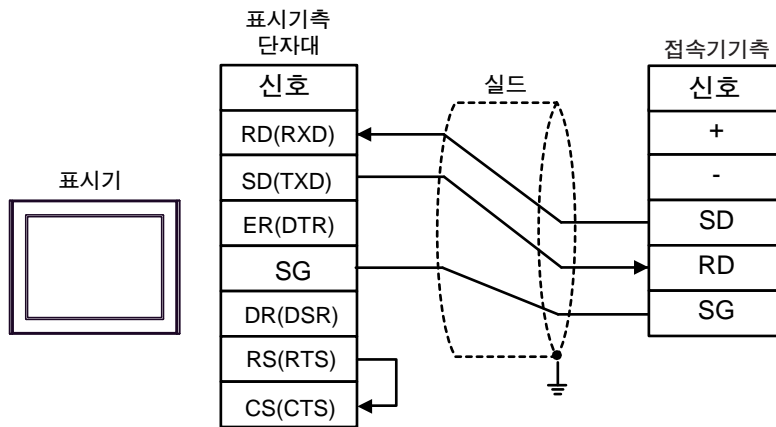 표시기
표시기측
단자대
신호
RD(RXD)
SD(TXD)
ER(DTR)
SG
DR(DSR)
RS(RTS)
CS(CTS)
실드
접속기기측
신호
+
-
SD
RD
SG